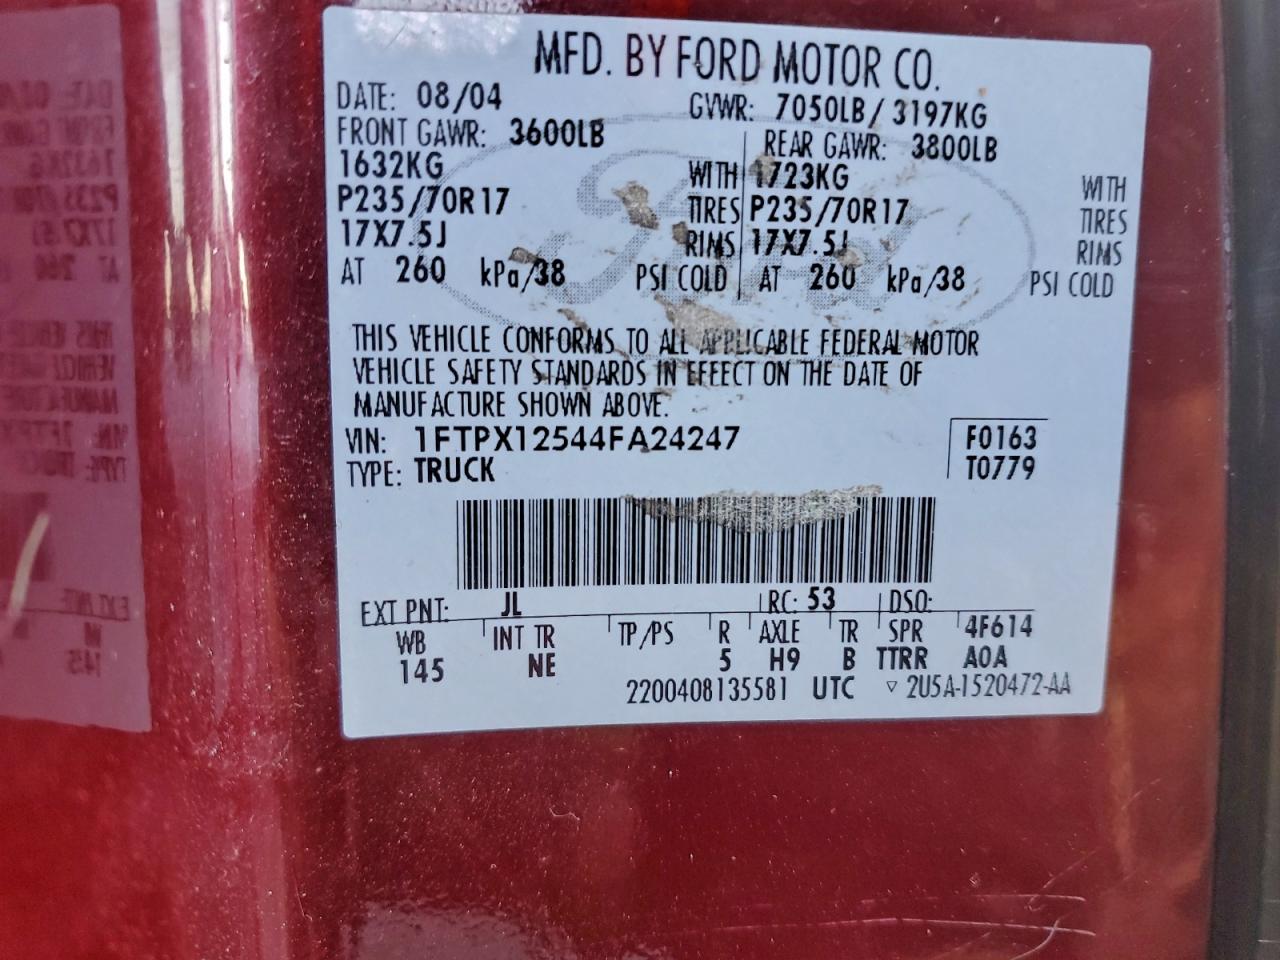 MFD. BY FORD MOTOR CO.
DATE: 08/04 GVWR: 7050LB / 3197KG
FRONT GAWR: 3600LB REAR GAWR: 3800LB
1632KG WITH 1723KG WITH
P235/70R17 TIRES P235/70R17 TIRES
17X7.5J RIMS 17X7.5J RIMS
AT 260 kPa/38 PSI COLD AT 260 kPa/38 PSI COLD
THIS VEHICLE CONFORMS TO ALL APPLICABLE FEDERAL MOTOR
VEHICLE SAFETY STANDARDS IN EFFECT ON THE DATE OF
MANUFACTURE SHOWN ABOVE.
VIN: 1FTPX12544FA24247 F0163
TYPE: TRUCK T0779
EXT PNT: JL RC: 53 DSO:
WB INT TR TP/PS R AXLE TR SPR 4F614
145 NE 5 H9 B TTRR A0A
2200408135581 UTC ▽ 2U5A-1520472-AA